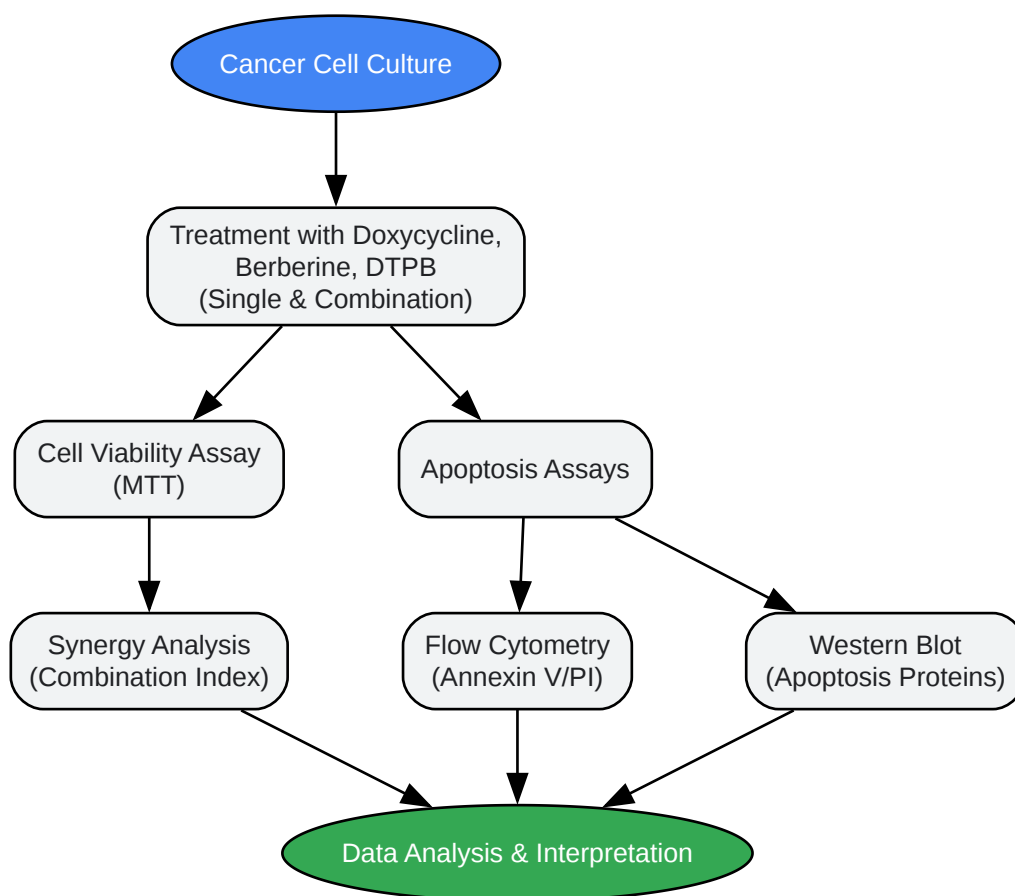 Cancer Cell Culture
Treatment with Doxycycline,
Berberine, DTPB
(Single & Combination)
Cell Viability Assay
(MTT)
Apoptosis Assays
Synergy Analysis
(Combination Index)
Flow Cytometry
(Annexin V/PI)
Western Blot
(Apoptosis Proteins)
Data Analysis & Interpretation